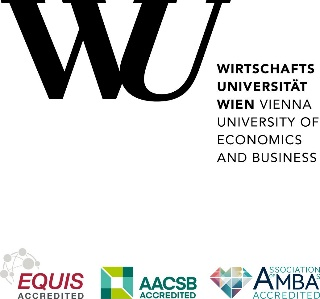 WU
WIRTSCHAFTS
UNIVERSITÄT
WIEN VIENNA
UNIVERSITY OF
ECONOMICS
AND BUSINESS
EQUIS
ACCREDITED
AACSB
ACCREDITED
ASSOCIATION
AMBA
ACCREDITED